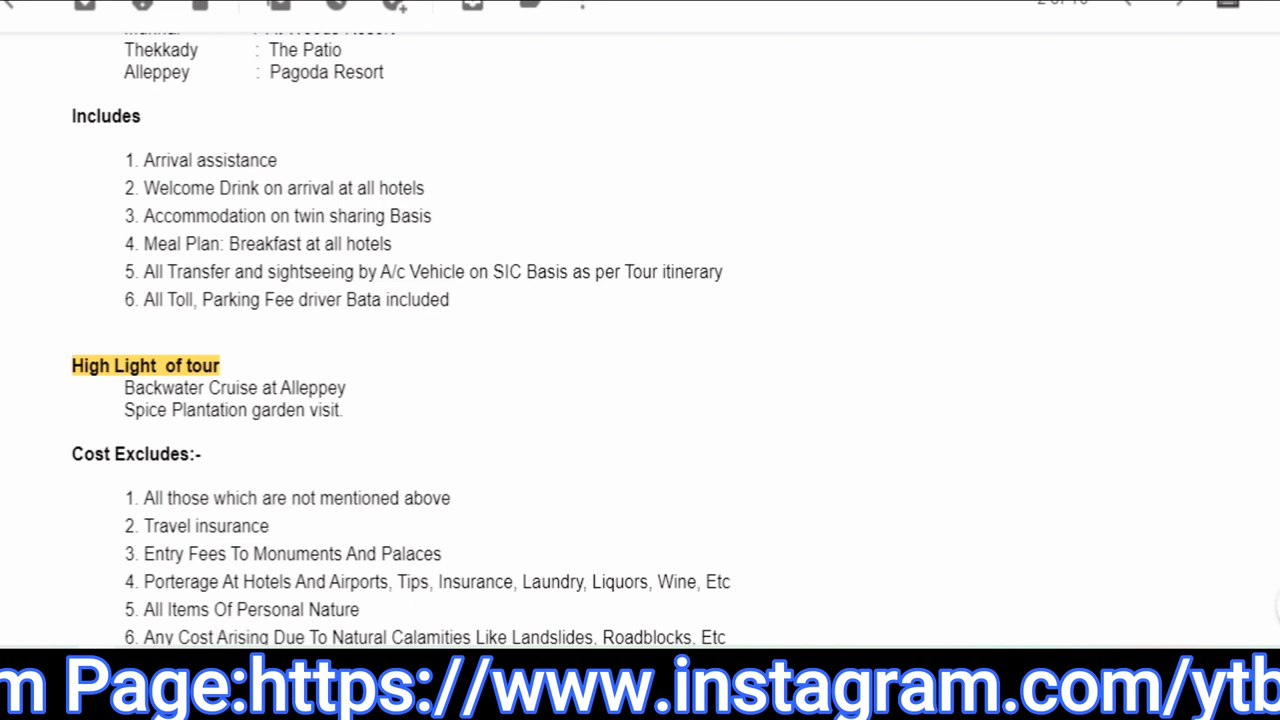 2 of 10
Thekkady : The Patio
Alleppey : Pagoda Resort
Includes
1. Arrival assistance
2. Welcome Drink on arrival at all hotels
3. Accommodation on twin sharing Basis
4. Meal Plan: Breakfast at all hotels
5. All Transfer and sightseeing by A/c Vehicle on SIC Basis as per Tour itinerary
6. All Toll, Parking Fee driver Bata included
High Light of tour
Backwater Cruise at Alleppey
Spice Plantation garden visit.
Cost Excludes:-
1. All those which are not mentioned above
2. Travel insurance
3. Entry Fees To Monuments And Palaces
4. Porterage At Hotels And Airports, Tips, Insurance, Laundry, Liquors, Wine, Etc
5. All Items Of Personal Nature
6. Any Cost Arising Due To Natural Calamities Like Landslides, Roadblocks, Etc
m Page:https://www.instagram.com/ytb